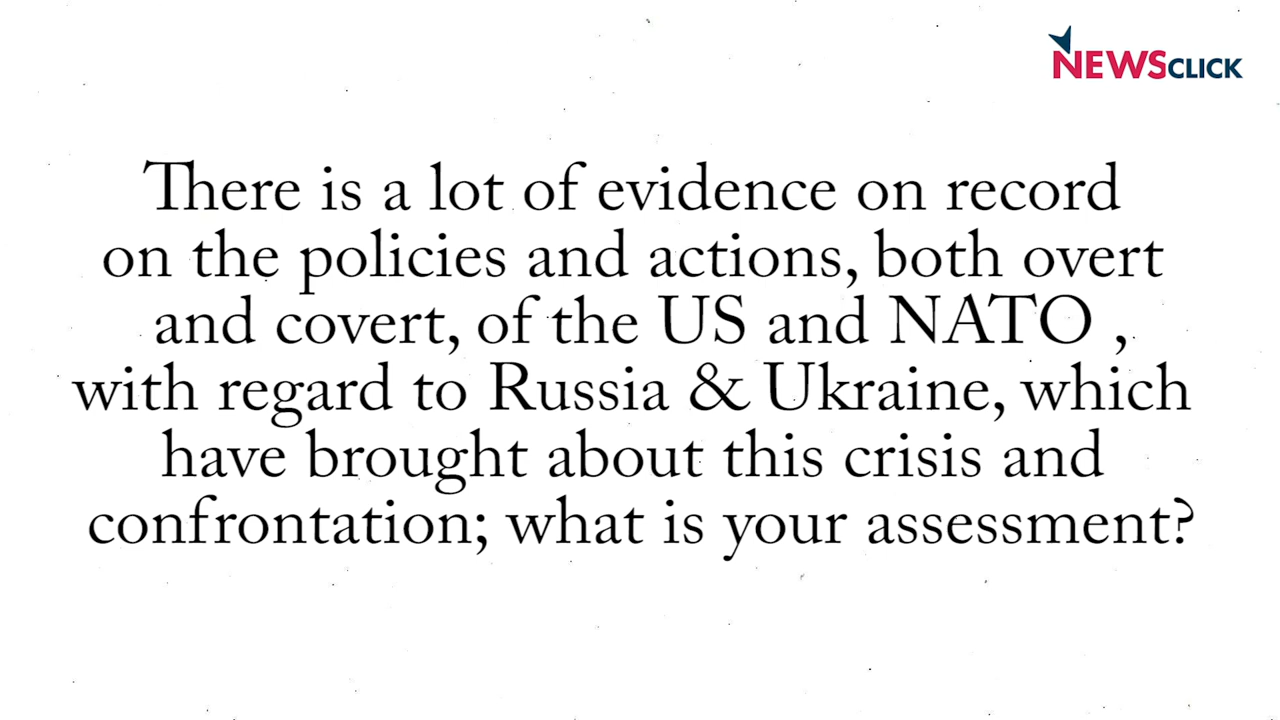 NEWSCLICK
There is a lot of evidence on record
on the policies and actions, both overt
and covert, of the US and NATO ,
with regard to Russia & Ukraine, which
have brought about this crisis and
confrontation; what is your assessment?